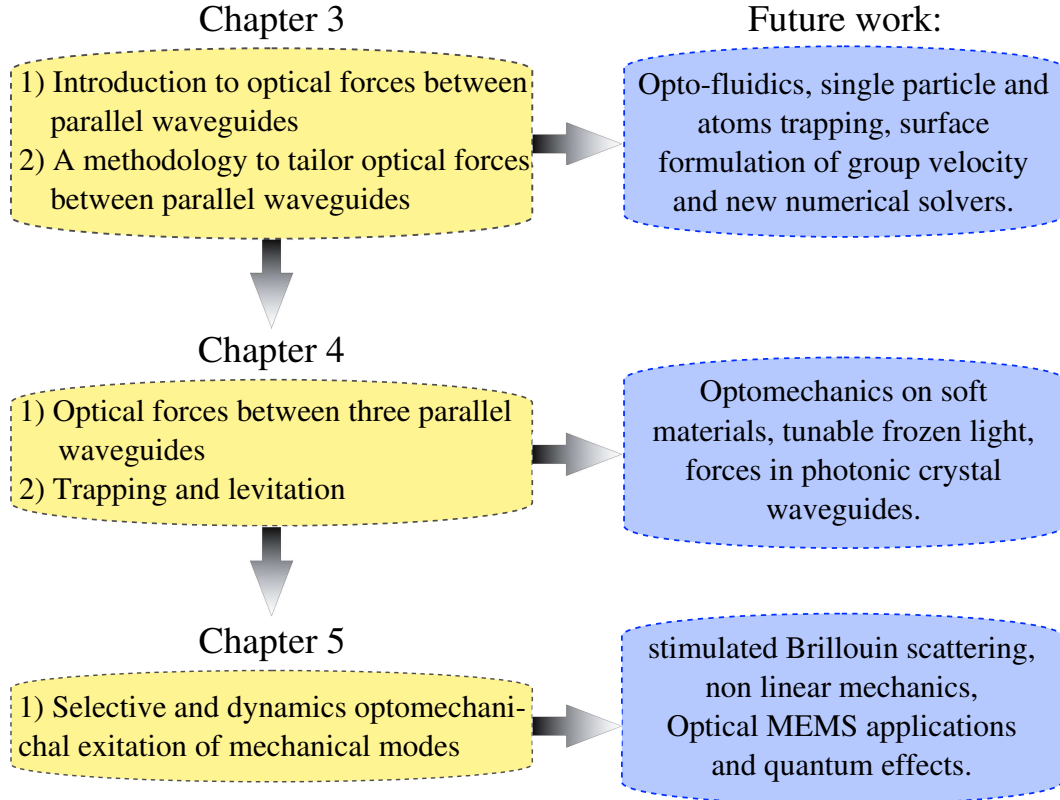 Chapter 3
1) Introduction to optical forces between
parallel waveguides
2) A methodology to tailor optical forces
between parallel waveguides
Future work:
Opto-fluidics, single particle and
atoms trapping, surface
formulation of group velocity
and new numerical solvers.
Chapter 4
1) Optical forces between three parallel
waveguides
2) Trapping and levitation
Optomechanics on soft
materials, tunable frozen light,
forces in photonic crystal
waveguides.
Chapter 5
1) Selective and dynamics optomechani-
chal exitation of mechanical modes
stimulated Brillouin scattering,
non linear mechanics,
Optical MEMS applications
and quantum effects.